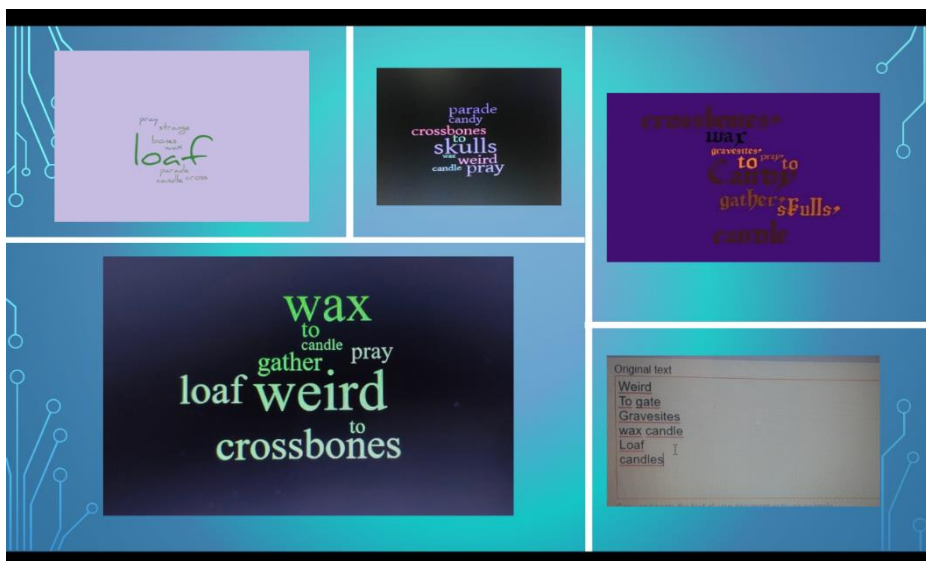 pray
strange
bones
wax
loaf
parade
candle cross
parade
candy
crossbones
to
skulls
wax weird
candle pray
crossbones,
wax
gravesites,
to pray, to
Candy
gather, skulls,
candle
wax
to
candle
gather pray
loaf weird
to
crossbones
Original text
Weird
To gate
Gravesites
wax candle
Loaf
candles